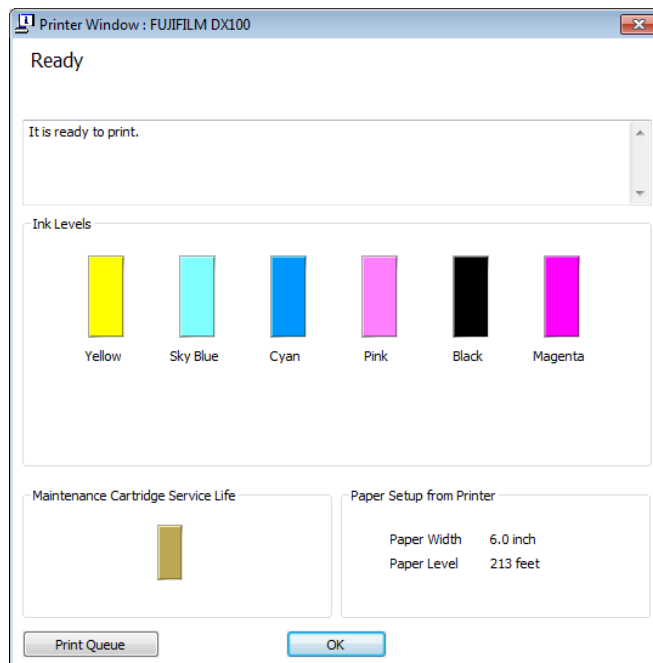 Printer Window : FUJIFILM DX100
Ready
It is ready to print.
Ink Levels
Yellow Sky Blue Cyan Pink Black Magenta
Maintenance Cartridge Service Life
Paper Setup from Printer
Paper Width 6.0 inch
Paper Level 213 feet
Print Queue OK